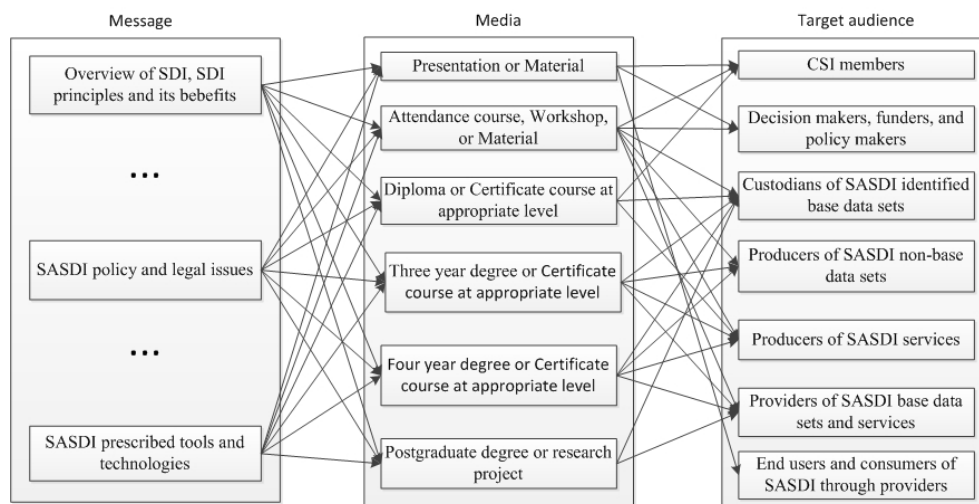 Message
Media
Target audience
Overview of SDI, SDI
principles and its bebefits
...
SASDI policy and legal issues
...
SASDI prescribed tools and
technologies
Presentation or Material
Attendance course, Workshop,
or Material
Diploma or Certificate course at
appropriate level
Three year degree or Certificate
course at appropriate level
Four year degree or Certificate
course at appropriate level
Postgraduate degree or research
project
CSI members
Decision makers, funders, and
policy makers
Custodians of SASDI identified
base data sets
Producers of SASDI non-base
data sets
Producers of SASDI services
Providers of SASDI base data
sets and services
End users and consumers of
SASDI through providers